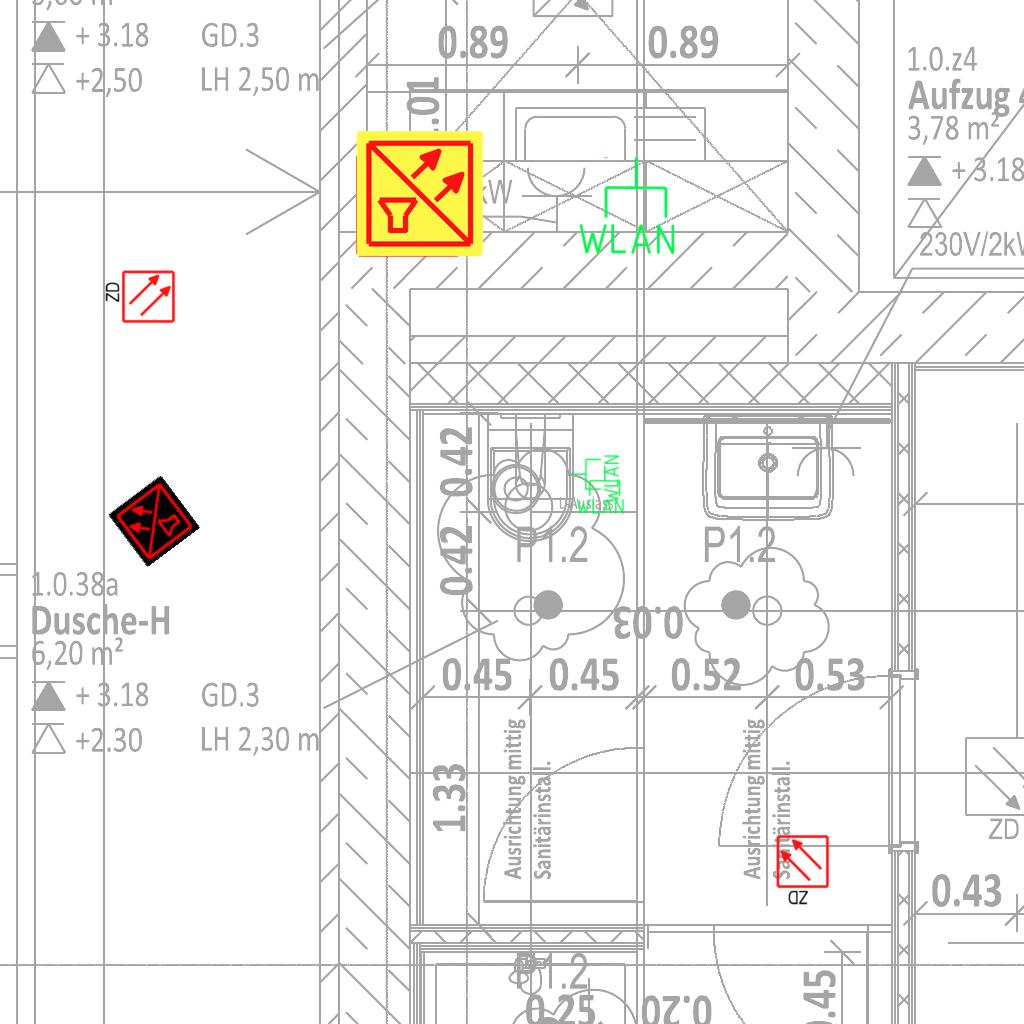 + 3.18 GD.3
+2,50 LH 2,50 m
0.89 0.89
1.0.z4
Aufzug
3,78 m²
+ 3.18
230V/2kW
kW
WLAN
ZD
0.42
WLAN
WLAN
0.42
P1.2 P1.2
1.0.38a
Dusche-H
6,20 m²
+ 3.18 GD.3
+2.30 LH 2,30 m
0.03
0.45 0.45 0.52 0.53
1.33
Ausrichtung mittig
Sanitärinstall.
Ausrichtung mittig
Sanitärinstall.
ZD
ZD
0.43
P1.2
0.25 0.20
0.45